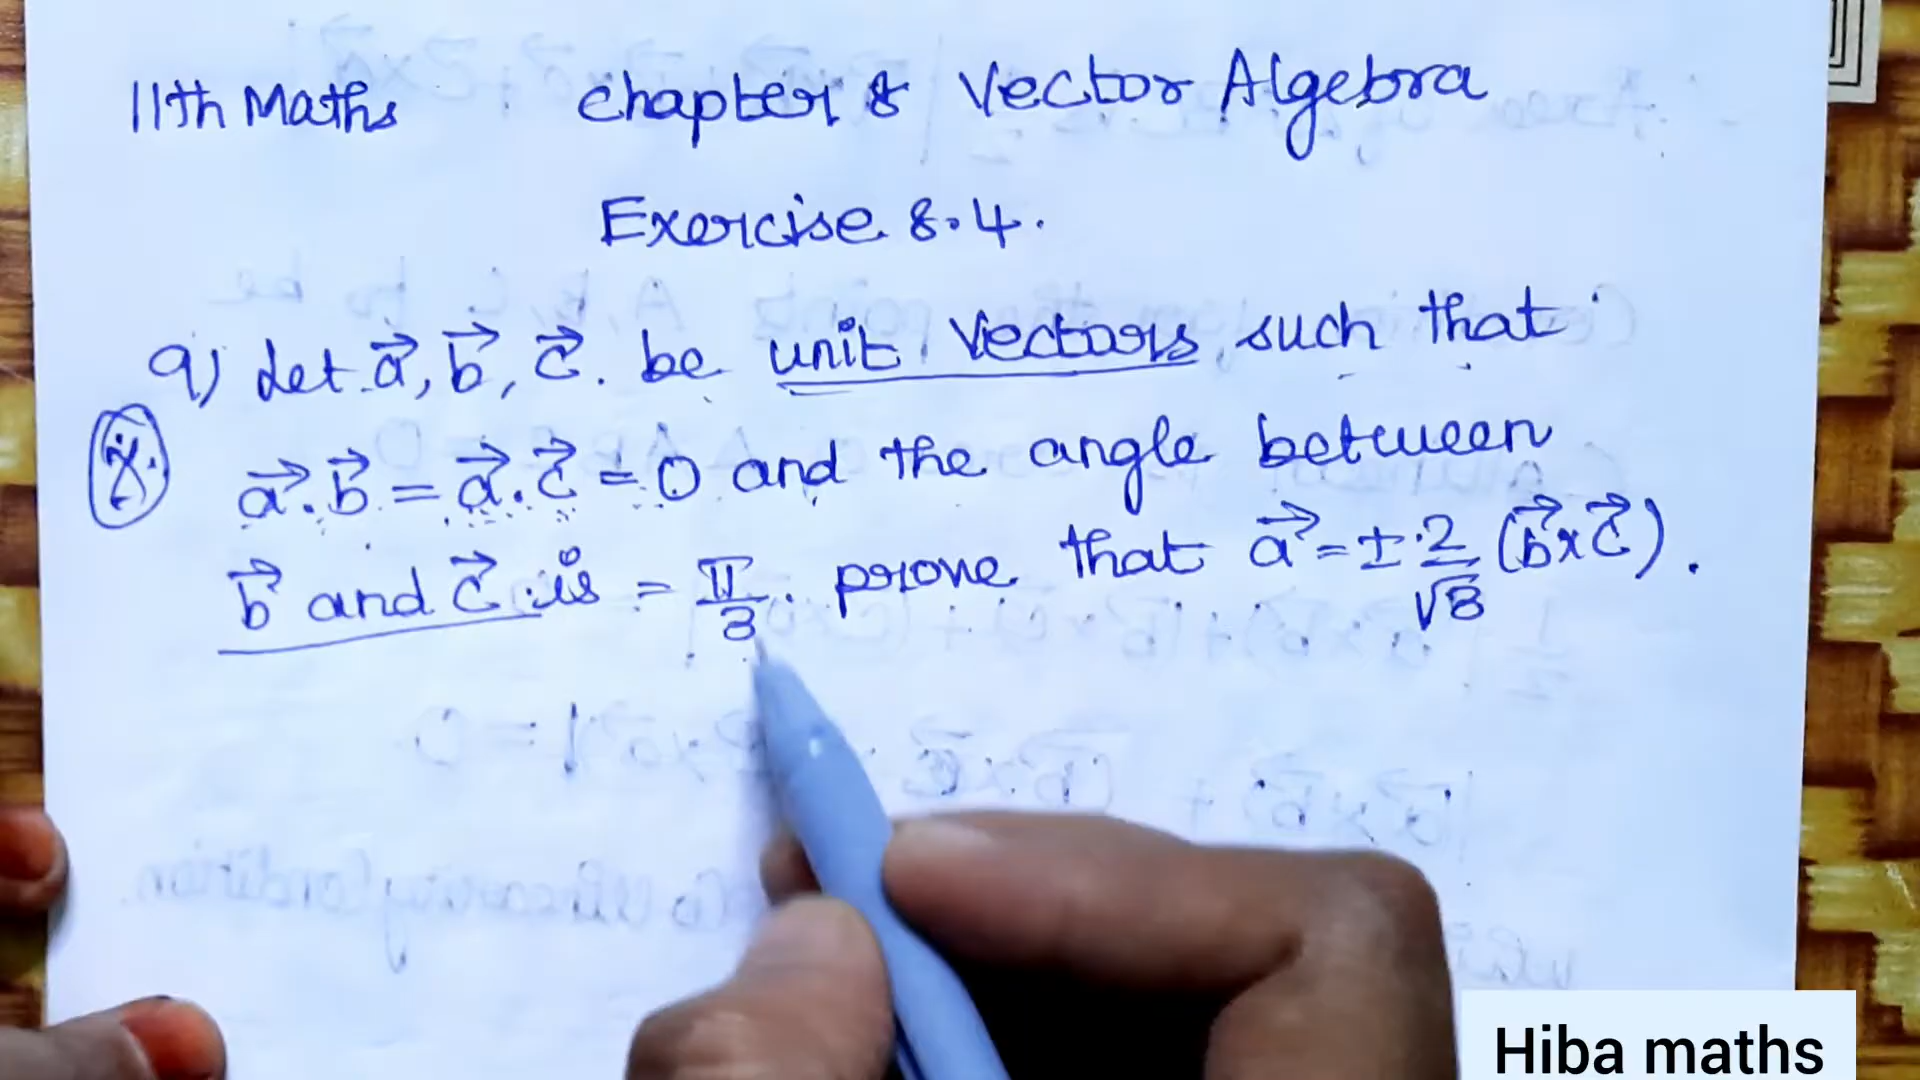 11th Maths chapter 8 Vector Algebra
Exercise 8.4.
9) Let a⃗, b⃗, c⃗. be unit vectors such that
a⃗.b⃗ = a⃗.c⃗ = 0 and the angle between
b⃗ and c⃗ is = π/3. prove that a⃗ = ± 2/√3 (b⃗×c⃗).
Hiba maths